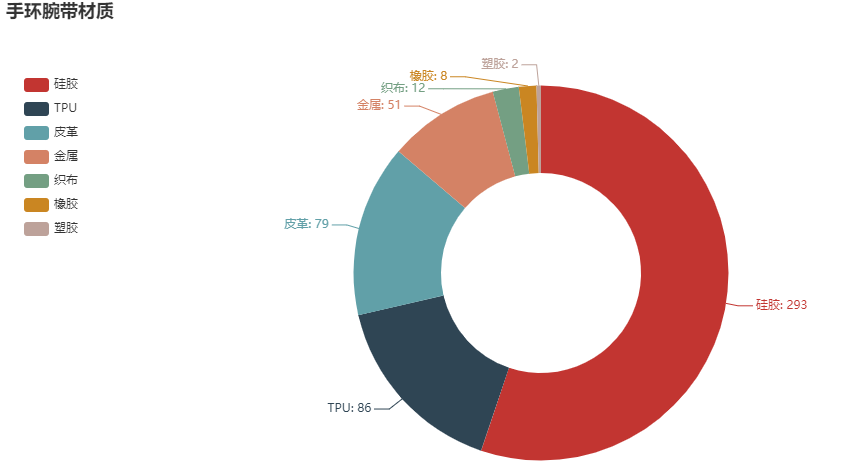 手环腕带材质
硅胶
TPU
皮革
金属
织布
橡胶
塑胶
塑胶: 2
橡胶: 8
织布: 12
金属: 51
皮革: 79
硅胶: 293
TPU: 86